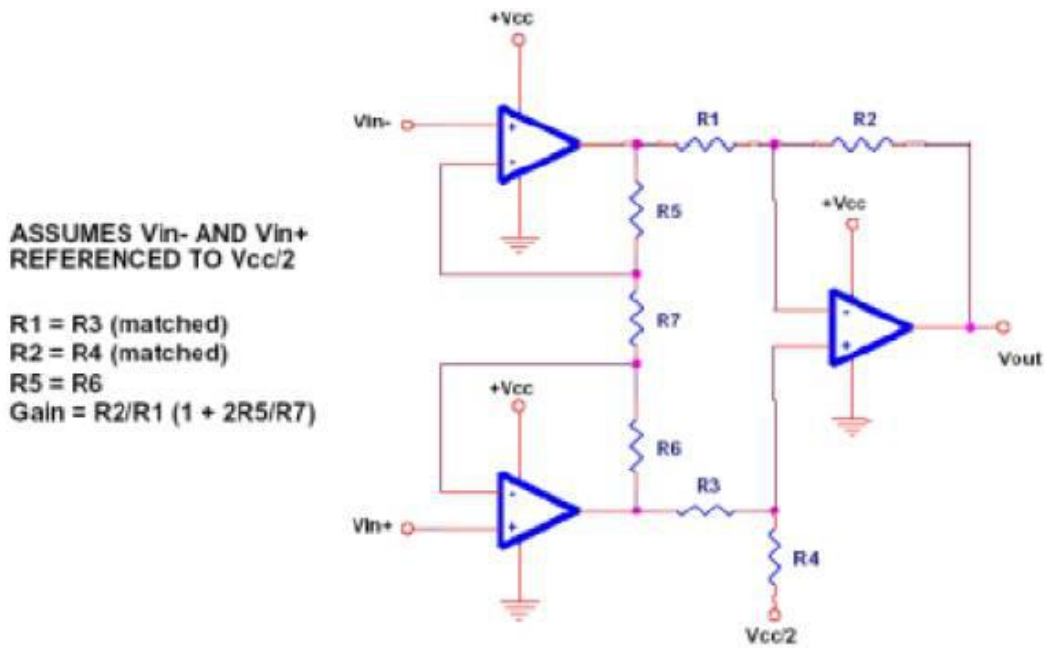 +Vcc
Vin-
+
-
R1
R2
R5
+Vcc
ASSUMES Vin- AND Vin+
REFERENCED TO Vcc/2
R1 = R3 (matched)
R2 = R4 (matched)
R5 = R6
Gain = R2/R1 (1 + 2R5/R7)
R7
-
+
Vout
+Vcc
R6
-
+
Vin+
R3
R4
Vcc/2